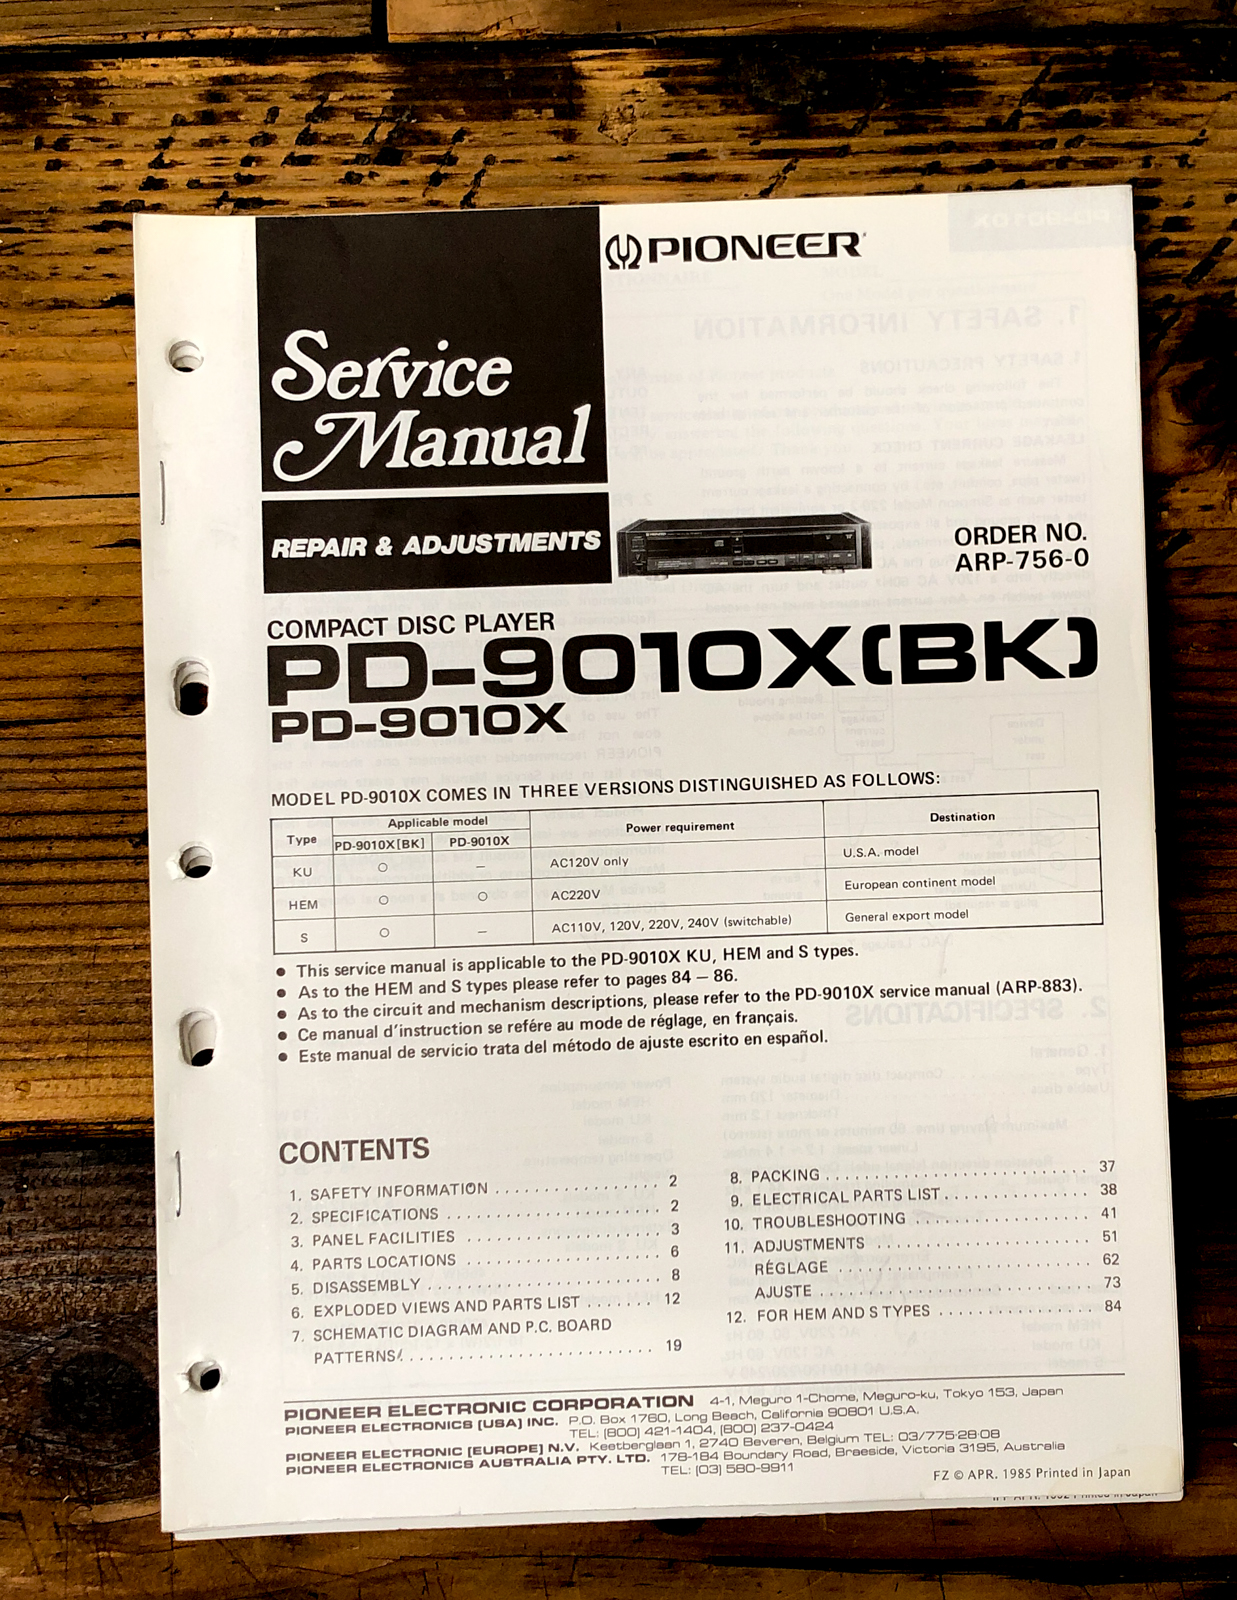 PIONEER
Service
Manual
REPAIR & ADJUSTMENTS
ORDER NO.
ARP-756-0
COMPACT DISC PLAYER
PD-9010X(BK)
PD-9010X
MODEL PD-9010X COMES IN THREE VERSIONS DISTINGUISHED AS FOLLOWS:
Type Applicable model Power requirement Destination
PD-9010X[BK] PD-9010X
KU ○ – AC120V only U.S.A. model
HEM ○ ○ AC220V European continent model
S ○ – AC110V, 120V, 220V, 240V (switchable) General export model
● This service manual is applicable to the PD-9010X KU, HEM and S types.
● As to the HEM and S types please refer to pages 84 – 86.
● As to the circuit and mechanism descriptions, please refer to the PD-9010X service manual (ARP-883).
● Ce manual d'instruction se refére au mode de réglage, en français.
● Este manual de servicio trata del método de ajuste escrito en español.
CONTENTS
1. SAFETY INFORMATION . . . . . . . . . . . . . . . . . 2
2. SPECIFICATIONS . . . . . . . . . . . . . . . . . . . . . . 2
3. PANEL FACILITIES . . . . . . . . . . . . . . . . . . . . 3
4. PARTS LOCATIONS . . . . . . . . . . . . . . . . . . . . 6
5. DISASSEMBLY . . . . . . . . . . . . . . . . . . . . . . . . 8
6. EXPLODED VIEWS AND PARTS LIST . . . . . . . 12
7. SCHEMATIC DIAGRAM AND P.C. BOARD
PATTERNS . . . . . . . . . . . . . . . . . . . . . . . . . . 19
8. PACKING . . . . . . . . . . . . . . . . . . . . . . . . . . . 37
9. ELECTRICAL PARTS LIST . . . . . . . . . . . . . . . 38
10. TROUBLESHOOTING . . . . . . . . . . . . . . . . . . 41
11. ADJUSTMENTS . . . . . . . . . . . . . . . . . . . . . . 51
RÉGLAGE . . . . . . . . . . . . . . . . . . . . . . . . . . 62
AJUSTE . . . . . . . . . . . . . . . . . . . . . . . . . . . . 73
12. FOR HEM AND S TYPES . . . . . . . . . . . . . . . . 84
PIONEER ELECTRONIC CORPORATION 4-1, Meguro 1-Chome, Meguro-ku, Tokyo 153, Japan
PIONEER ELECTRONICS [USA] INC. P.O. Box 1760, Long Beach, California 90801 U.S.A.
TEL: (800) 421-1404, (800) 237-0424
PIONEER ELECTRONIC [EUROPE] N.V. Keetberglaan 1, 2740 Beveren, Belgium TEL: 03/775·28·08
PIONEER ELECTRONICS AUSTRALIA PTY. LTD. 178-184 Boundary Road, Braeside, Victoria 3195, Australia
TEL: (03) 580-9911
FZ © APR. 1985 Printed in Japan